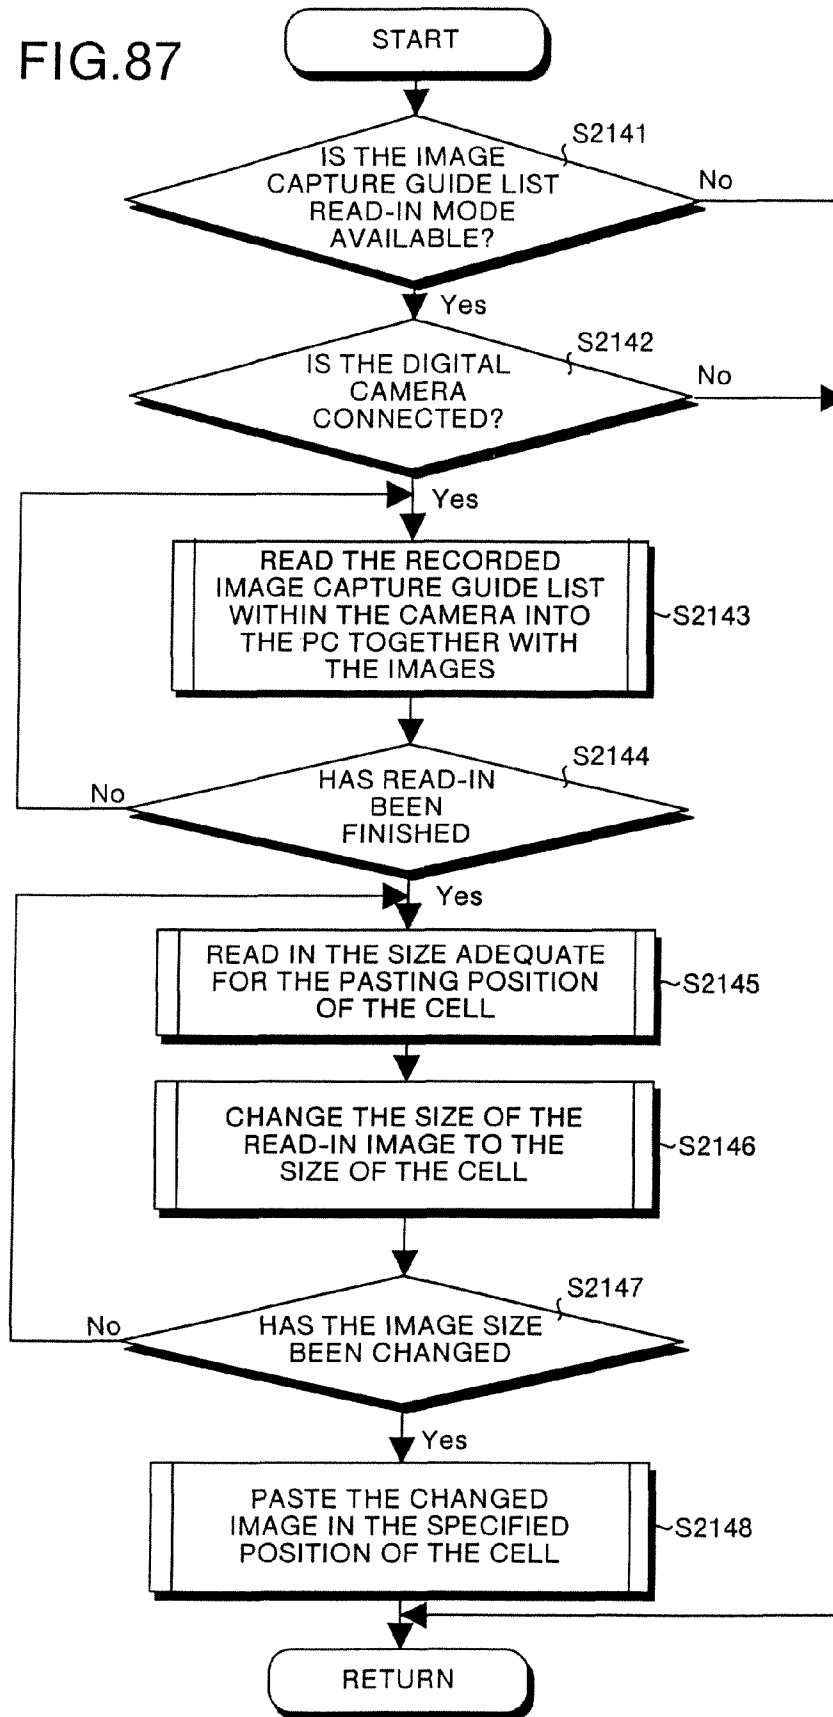 FIG.87
START
S2141
IS THE IMAGE
CAPTURE GUIDE LIST
READ-IN MODE
AVAILABLE?
No
Yes
S2142
IS THE DIGITAL
CAMERA
CONNECTED?
No
Yes
READ THE RECORDED
IMAGE CAPTURE GUIDE LIST
WITHIN THE CAMERA INTO
THE PC TOGETHER WITH
THE IMAGES
S2143
S2144
HAS READ-IN
BEEN
FINISHED
No
Yes
READ IN THE SIZE ADEQUATE
FOR THE PASTING POSITION
OF THE CELL
S2145
CHANGE THE SIZE OF THE
READ-IN IMAGE TO THE
SIZE OF THE CELL
S2146
S2147
HAS THE IMAGE SIZE
BEEN CHANGED
No
Yes
PASTE THE CHANGED
IMAGE IN THE SPECIFIED
POSITION OF THE CELL
S2148
RETURN